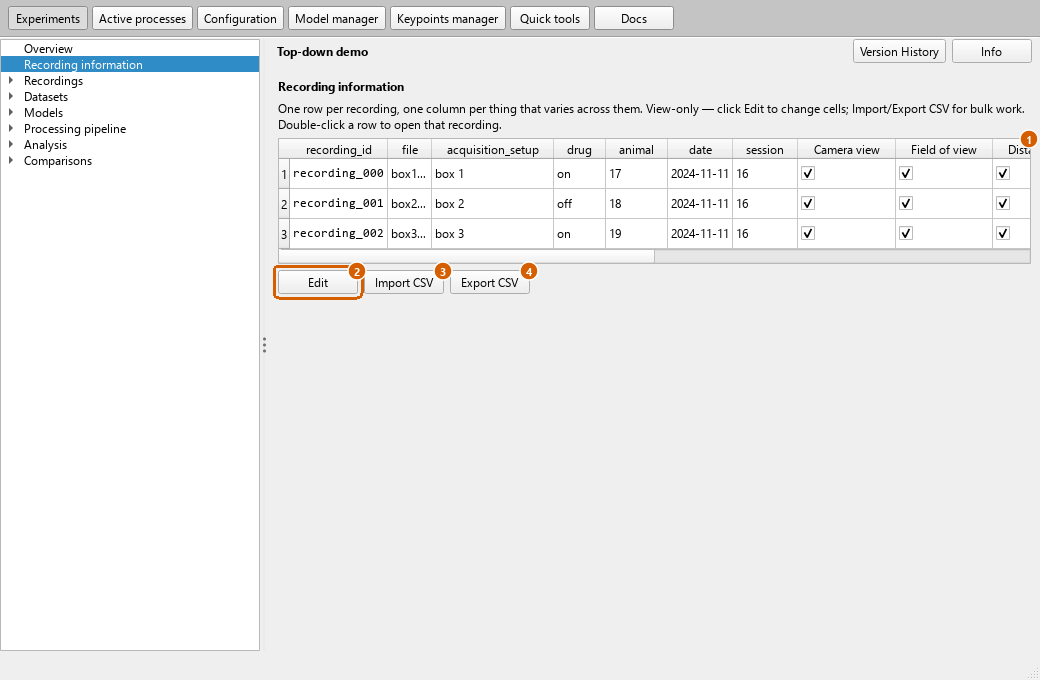 Experiments Active processes Configuration Model manager Keypoints manager Quick tools Docs
Overview
Recording information
Recordings
Datasets
Models
Processing pipeline
Analysis
Comparisons
Top-down demo
Version History Info
Recording information
One row per recording, one column per thing that varies across them. View-only — click Edit to change cells; Import/Export CSV for bulk work.
Double-click a row to open that recording.
1
recording_id file acquisition_setup drug animal date session Camera view Field of view Dista
1 recording_000 box1... box 1 on 17 2024-11-11 16
2 recording_001 box2... box 2 off 18 2024-11-11 16
3 recording_002 box3... box 3 on 19 2024-11-11 16
2 3 4
Edit Import CSV Export CSV